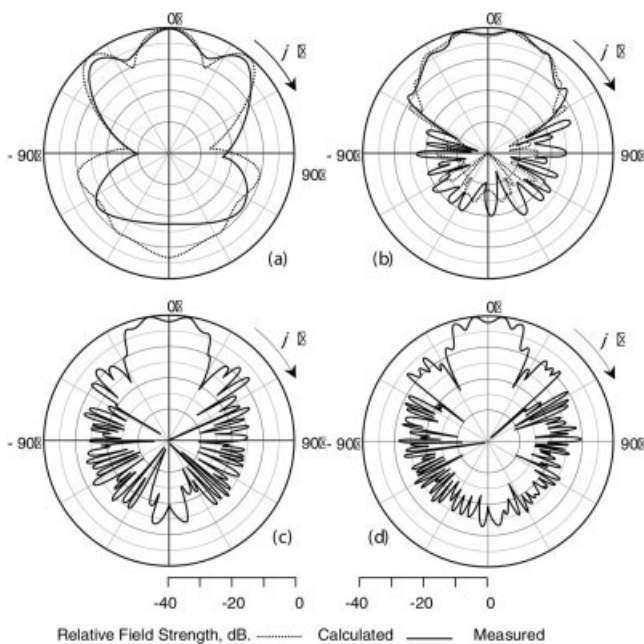 0▯ 0▯
j ▯ j ▯
- 90▯ 90▯ - 90▯ 90▯
(a) (b)
0▯ 0▯
j ▯ j ▯
- 90▯ 90▯ - 90▯ 90▯
(c) (d)
-40 -20 0 -40 -20 0
Relative Field Strength, dB. Calculated Measured